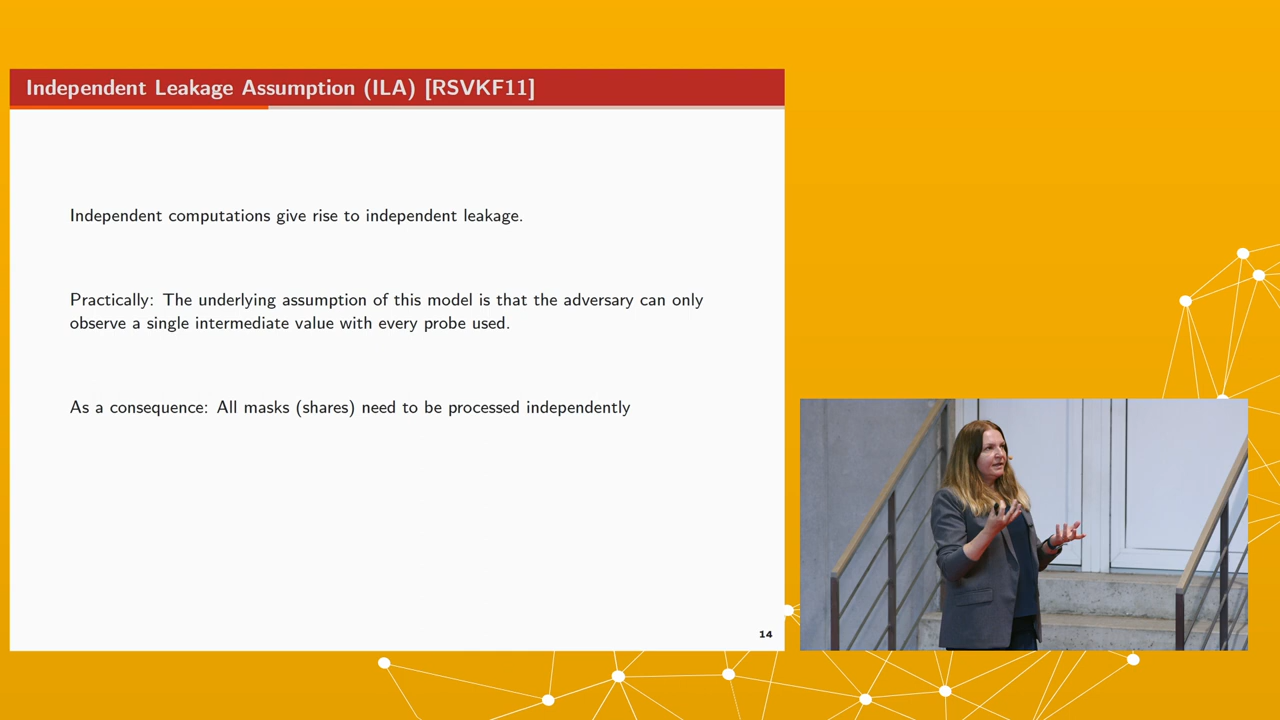 Independent Leakage Assumption (ILA) [RSVKF11]
Independent computations give rise to independent leakage.
Practically: The underlying assumption of this model is that the adversary can only
observe a single intermediate value with every probe used.
As a consequence: All masks (shares) need to be processed independently
14